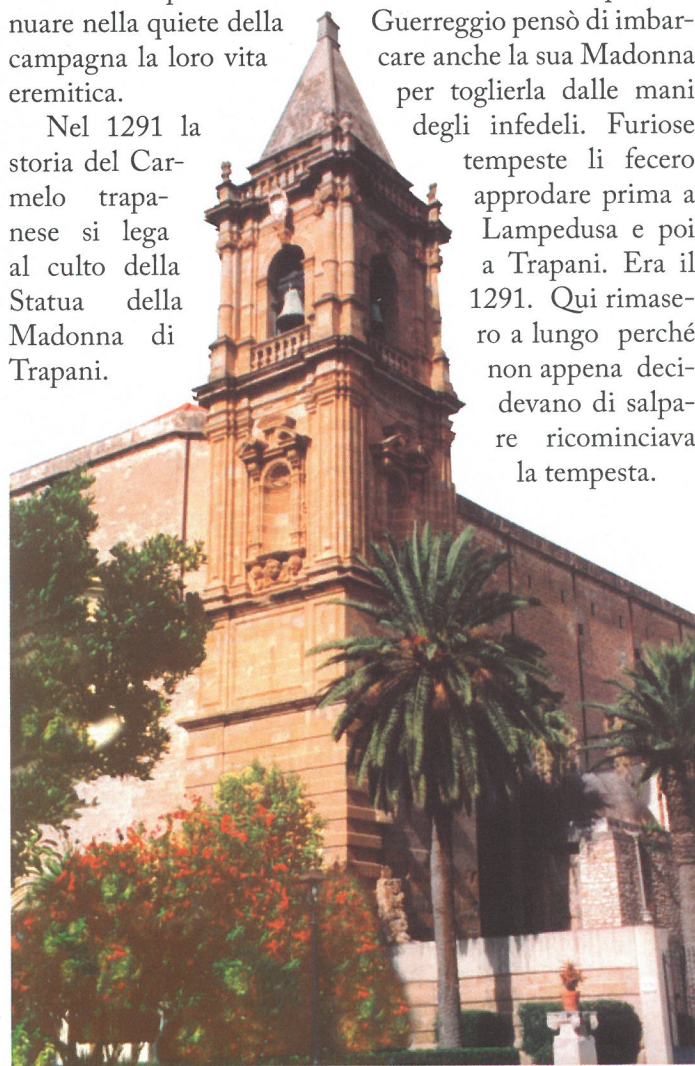 nuare nella quiete della
campagna la loro vita
eremitica.
Nel 1291 la
storia del Car-
melo trapa-
nese si lega
al culto della
Statua della
Madonna di
Trapani.
Guerreggio pensò di imbar-
care anche la sua Madonna
per toglierla dalle mani
degli infedeli. Furiose
tempeste li fecero
approdare prima a
Lampedusa e poi
a Trapani. Era il
1291. Qui rimase-
ro a lungo perché
non appena deci-
devano di salpa-
re ricominciava
la tempesta.